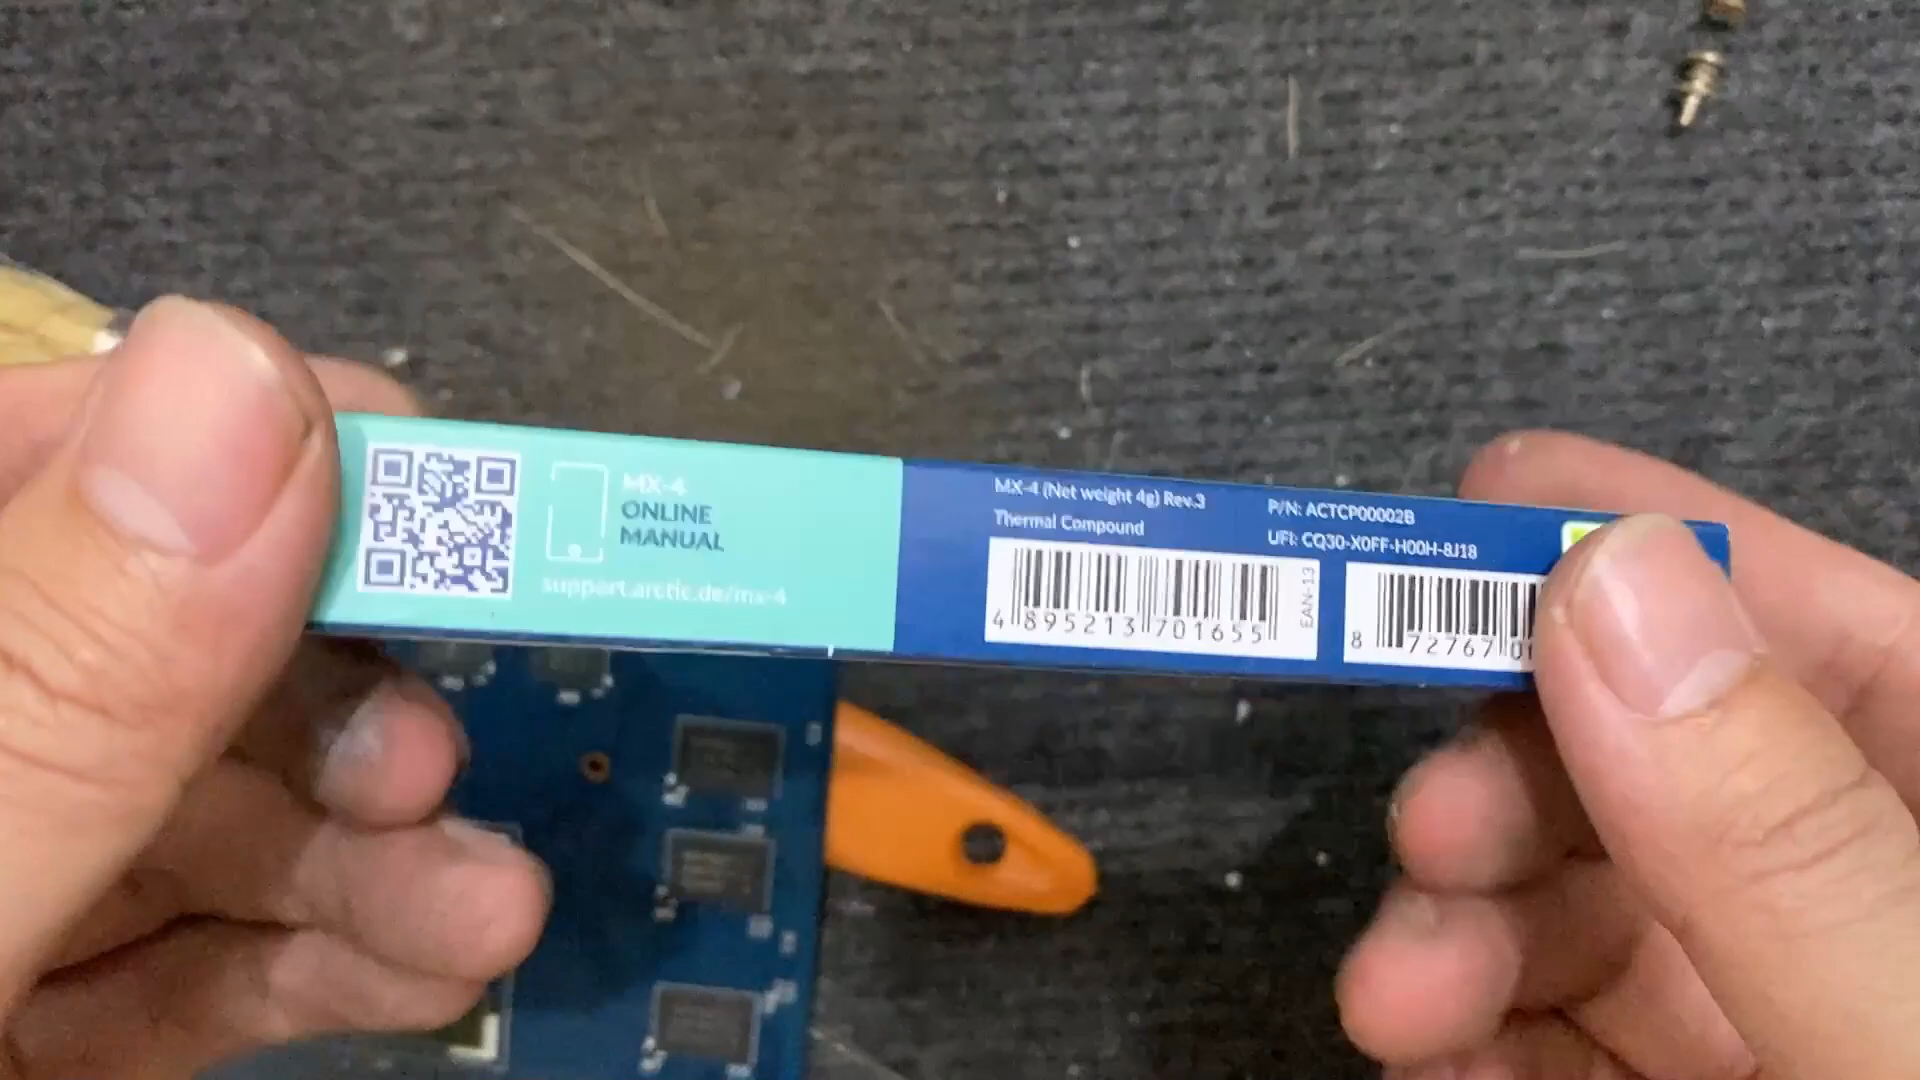 MX-4
ONLINE
MANUAL
support.arctic.de/mx-4
MX-4 (Net weight 4g) Rev.3
Thermal Compound
P/N: ACTCP00002B
UFI: CQ30-X0FF-H00H-8J18
4 895213 701655
EAN-13
8 72767 0